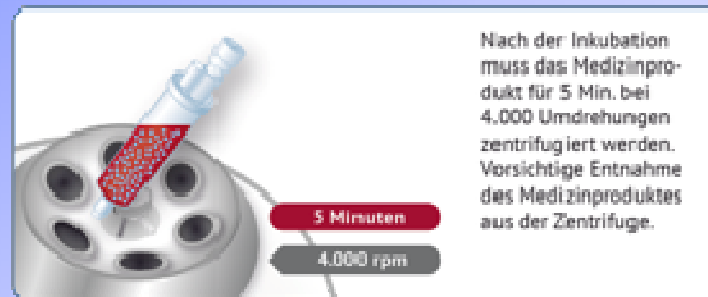 Nach der Inkubation
muss das Medizinpro-
dukt für 5 Min. bei
4.000 Umdrehungen
zentrifugiert werden.
Vorsichtige Entnahme
des Medizinproduktes
aus der Zentrifuge.
5 Minuten
4.000 rpm